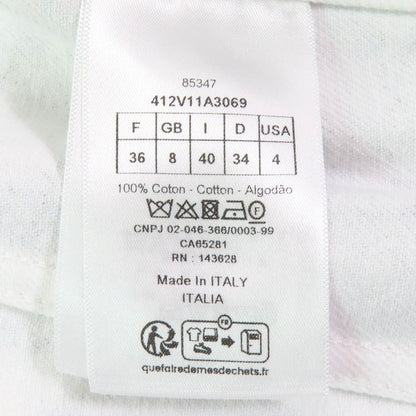 85347
412V11A3069
F GB I D USA
36 8 40 34 4
100% Coton - Cotton - Algodão
F
CNPJ 02-046-366/0003-99
CA65281
RN : 143628
Made In ITALY
ITALIA
FR
quefairedemesdechets.fr